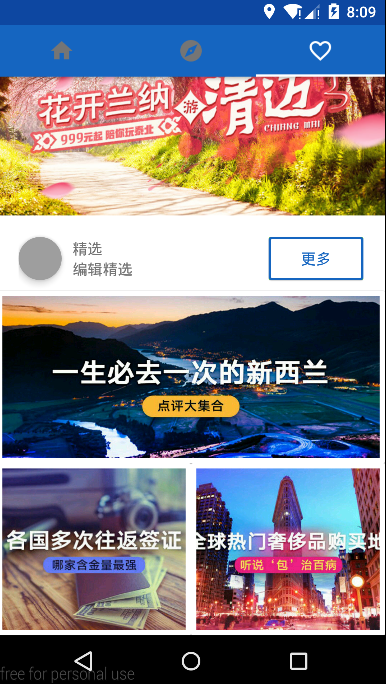 8:09
花开兰纳
游
清迈
999元起 陪你玩泰北
CHIANG MAI
精选
编辑精选
更多
一生必去一次的新西兰
点评大集合
各国多次往返签证
哪家含金量最强
全球热门奢侈品购买地
听说‘包’治百病
free for personal use